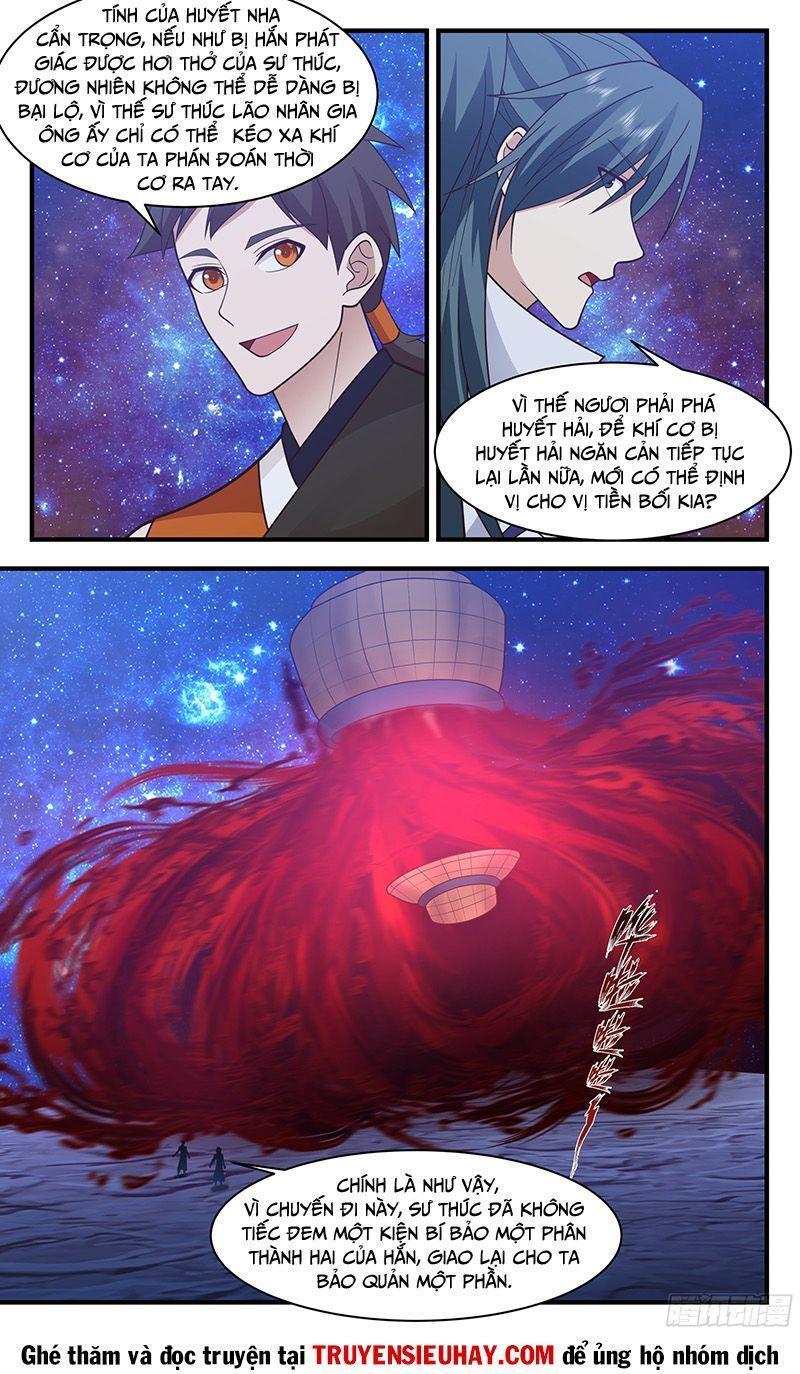 TÍNH CỦA HUYẾT NHA
CẨN TRỌNG, NẾU NHƯ BỊ HẮN PHÁT
GIÁC ĐƯỢC HƠI THỞ CỦA SƯ THÚC,
ĐƯƠNG NHIÊN KHÔNG THỂ DỄ DÀNG BỊ
BẠI LỘ, VÌ THẾ SƯ THÚC LÃO NHÂN GIA
ÔNG ẤY CHỈ CÓ THỂ KÉO XA KHÍ
CƠ CỦA TA PHÁN ĐOÁN THỜI
CƠ RA TAY.
VÌ THẾ NGƯƠI PHẢI PHÁ
HUYẾT HẢI, ĐỂ KHÍ CƠ BỊ
HUYẾT HẢI NGĂN CẢN TIẾP TỤC
LẠI LẦN NỮA, MỚI CÓ THỂ ĐỊNH
VỊ CHO VỊ TIỀN BỐI KIA?
CHÍNH LÀ NHƯ VẬY,
VÌ CHUYẾN ĐI NÀY, SƯ THÚC ĐÃ KHÔNG
TIẾC ĐEM MỘT KIỆN BÍ BẢO MỘT PHÂN
THÀNH HAI CỦA HẮN, GIAO LẠI CHO TA
BẢO QUẢN MỘT PHẦN.
腾讯动漫
Ghé thăm và đọc truyện tại TRUYENSIEUHAY.COM để ủng hộ nhóm dịch